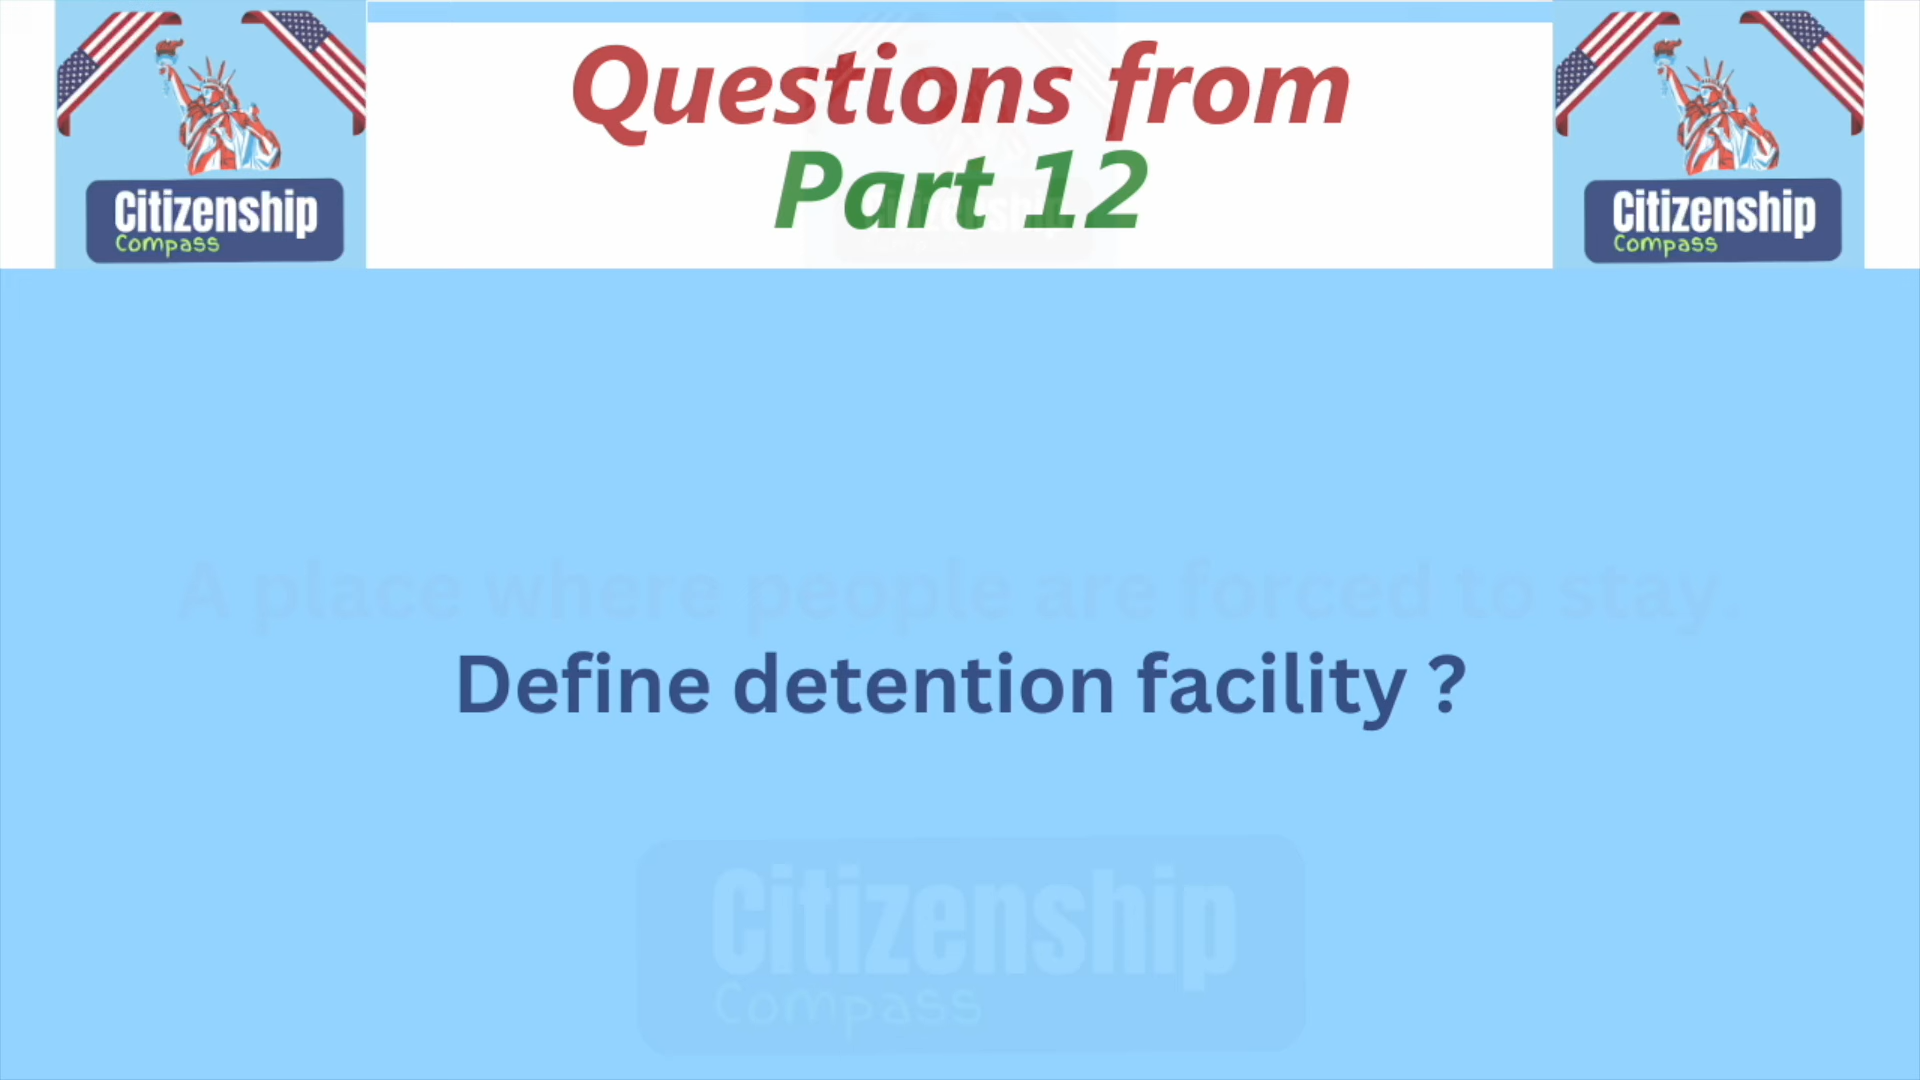 Citizenship
Compass
Questions from
Part 12
Citizenship
Compass
A place where people are forced to stay.
Define detention facility ?
Citizenship
Compass